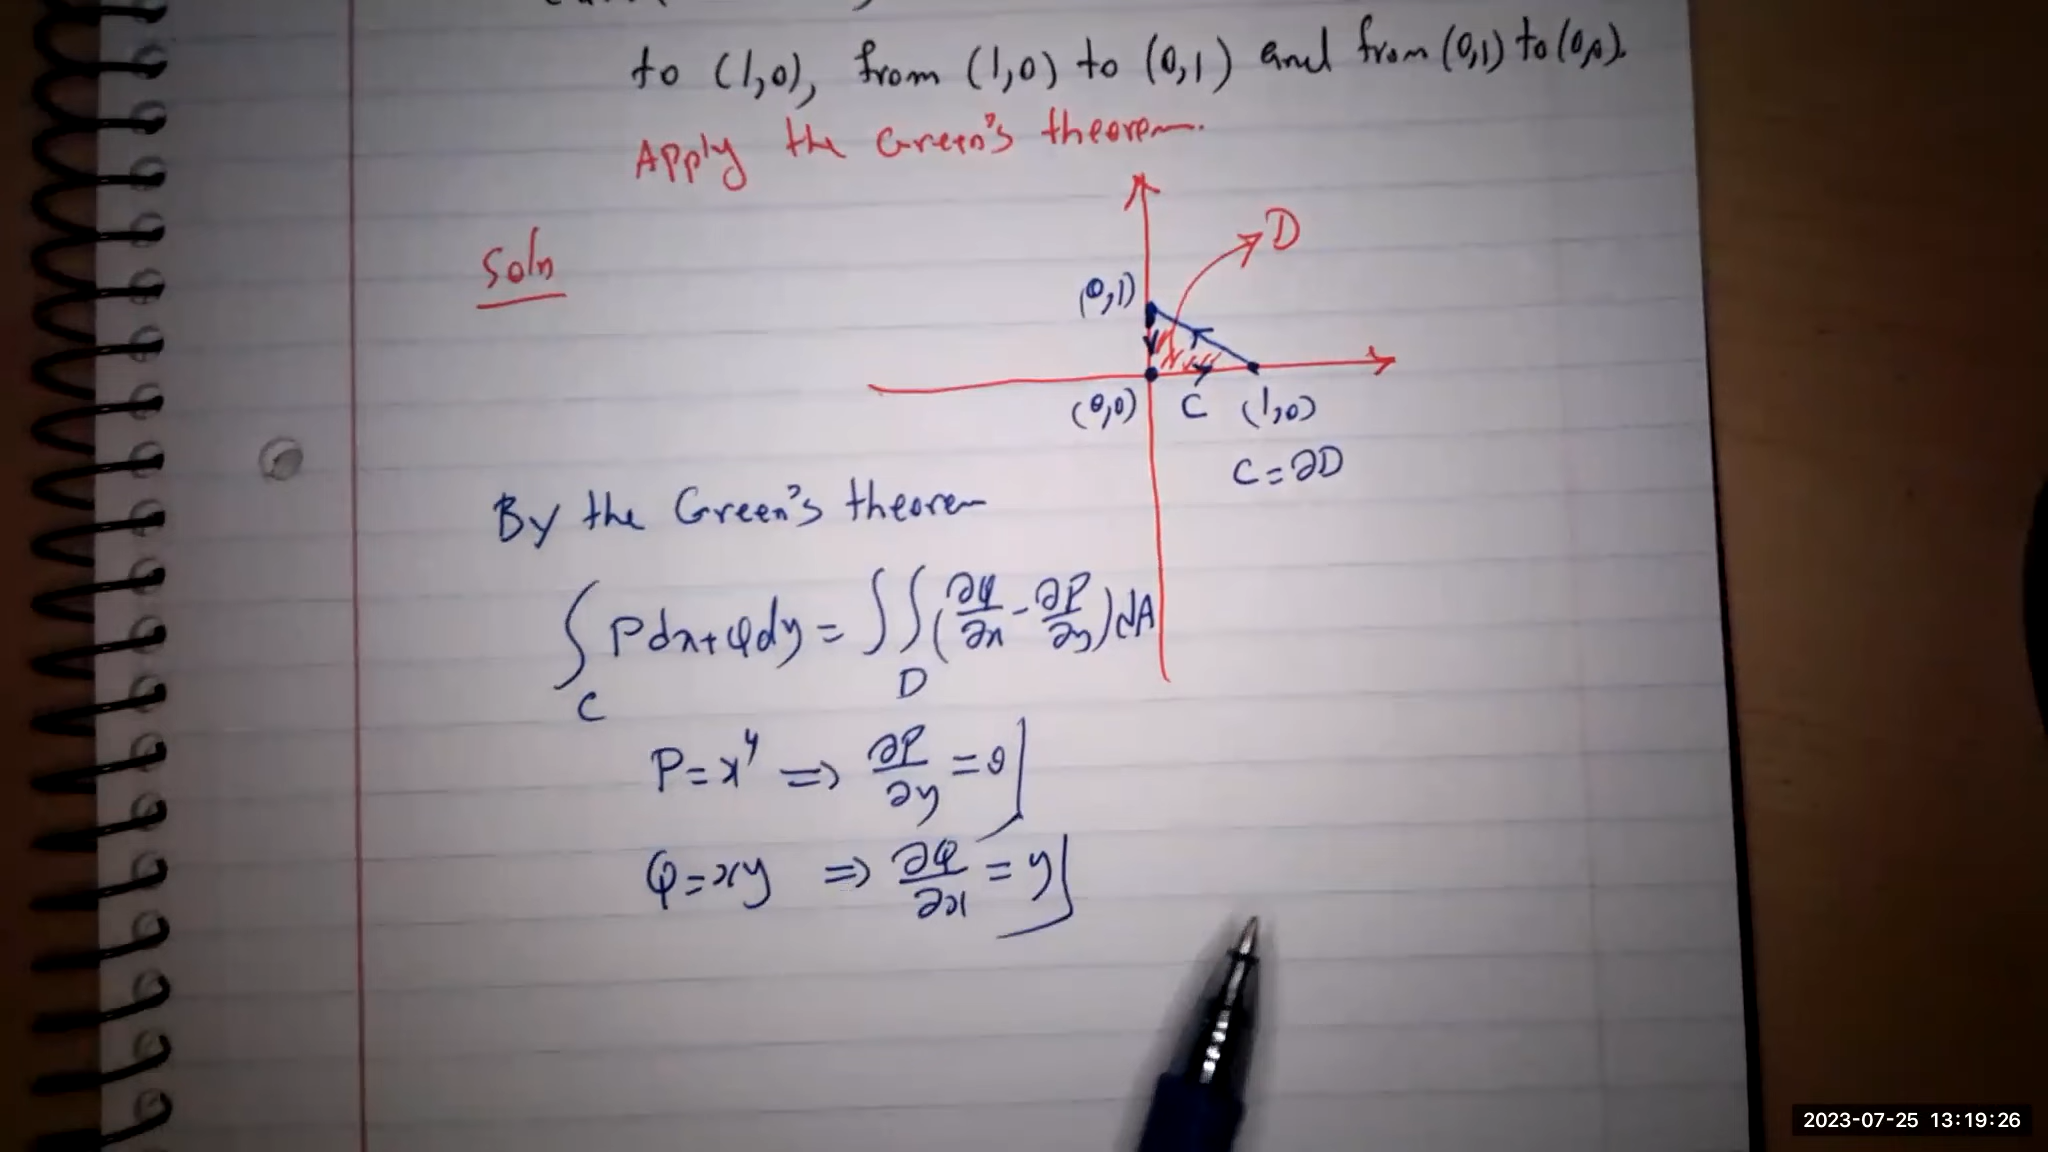 to (1,0), from (1,0) to (0,1) and from (0,1) to (0,0).
Apply the Green's theorem.
Soln
D
(0,1)
(0,0) C (1,0)
C = ∂D
By the Green's theorem
∫_C Pdx + Qdy = ∫∫_D (∂Q/∂x - ∂P/∂y) dA
P = x⁴ ⇒ ∂P/∂y = 0
Q = xy ⇒ ∂Q/∂x = y
2023-07-25 13:19:26